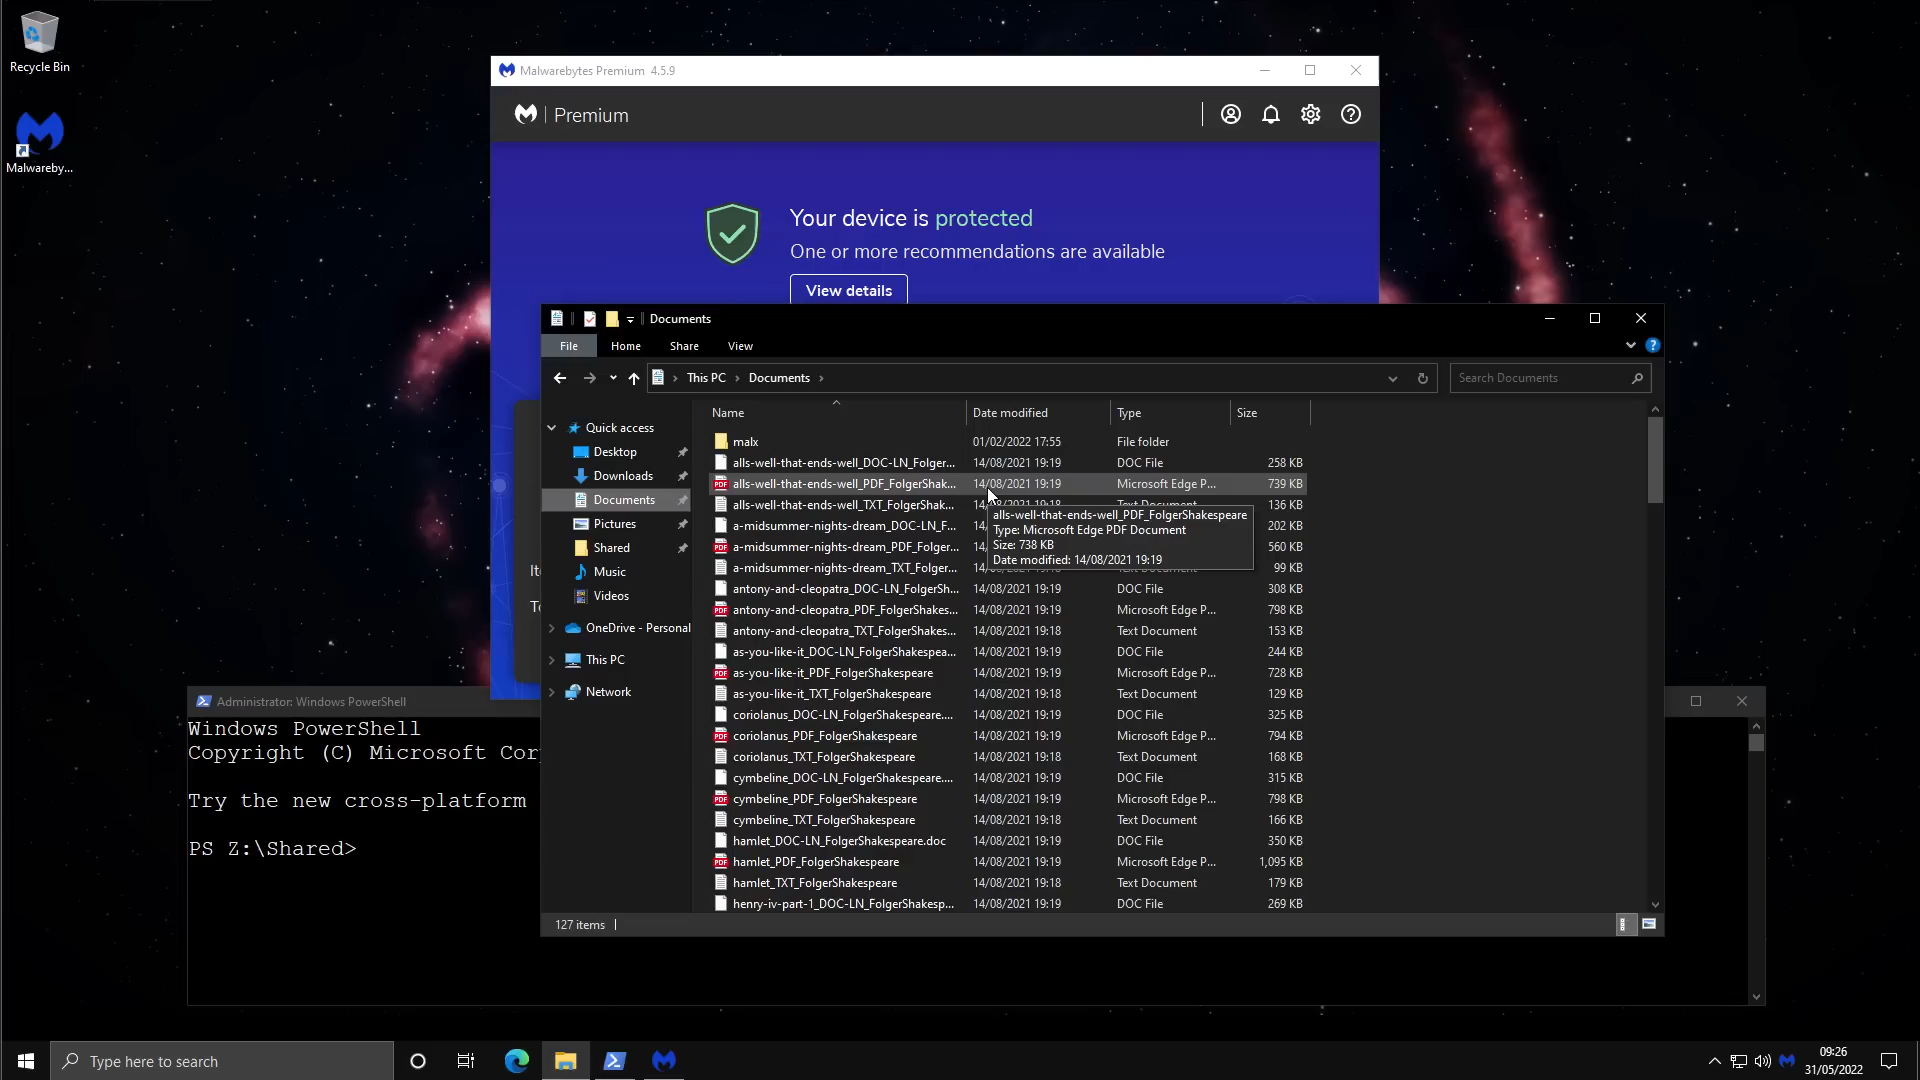 Recycle Bin
Malwareby...
Malwarebytes Premium 4.5.9
Premium
Your device is protected
One or more recommendations are available
View details
Documents
File Home Share View
This PC Documents
Search Documents
Quick access
Desktop
Downloads
Documents
Pictures
Shared
Music
Videos
OneDrive - Personal
This PC
Network
Name Date modified Type Size
malx 01/02/2022 17:55 File folder
alls-well-that-ends-well_DOC-LN_Folger... 14/08/2021 19:19 DOC File 258 KB
alls-well-that-ends-well_PDF_FolgerShak... 14/08/2021 19:19 Microsoft Edge P... 739 KB
alls-well-that-ends-well_TXT_FolgerShak... 14/08/2021 19:18 Text Document 136 KB
a-midsummer-nights-dream_DOC-LN_F... 202 KB
a-midsummer-nights-dream_PDF_Folger... 560 KB
a-midsummer-nights-dream_TXT_Folger... 99 KB
alls-well-that-ends-well_PDF_FolgerShakespeare
Type: Microsoft Edge PDF Document
Size: 738 KB
Date modified: 14/08/2021 19:19
antony-and-cleopatra_DOC-LN_FolgerSh... 14/08/2021 19:19 DOC File 308 KB
antony-and-cleopatra_PDF_FolgerShakes... 14/08/2021 19:19 Microsoft Edge P... 798 KB
antony-and-cleopatra_TXT_FolgerShakes... 14/08/2021 19:18 Text Document 153 KB
as-you-like-it_DOC-LN_FolgerShakespea... 14/08/2021 19:19 DOC File 244 KB
as-you-like-it_PDF_FolgerShakespeare 14/08/2021 19:19 Microsoft Edge P... 728 KB
as-you-like-it_TXT_FolgerShakespeare 14/08/2021 19:18 Text Document 129 KB
coriolanus_DOC-LN_FolgerShakespeare.... 14/08/2021 19:19 DOC File 325 KB
coriolanus_PDF_FolgerShakespeare 14/08/2021 19:19 Microsoft Edge P... 794 KB
coriolanus_TXT_FolgerShakespeare 14/08/2021 19:18 Text Document 168 KB
cymbeline_DOC-LN_FolgerShakespeare.... 14/08/2021 19:19 DOC File 315 KB
cymbeline_PDF_FolgerShakespeare 14/08/2021 19:19 Microsoft Edge P... 798 KB
cymbeline_TXT_FolgerShakespeare 14/08/2021 19:18 Text Document 166 KB
hamlet_DOC-LN_FolgerShakespeare.doc 14/08/2021 19:19 DOC File 350 KB
hamlet_PDF_FolgerShakespeare 14/08/2021 19:19 Microsoft Edge P... 1,095 KB
hamlet_TXT_FolgerShakespeare 14/08/2021 19:18 Text Document 179 KB
henry-iv-part-1_DOC-LN_FolgerShakesp... 14/08/2021 19:19 DOC File 269 KB
127 items
Administrator: Windows PowerShell
Windows PowerShell
Copyright (C) Microsoft Cor
Try the new cross-platform
PS Z:\Shared>
Type here to search
09:26
31/05/2022